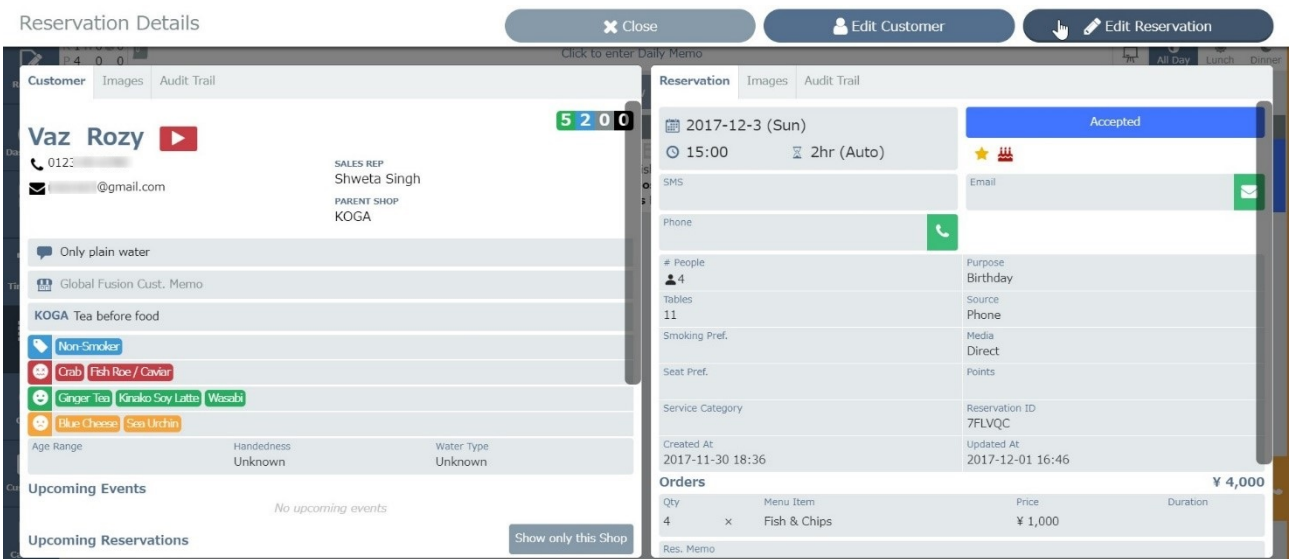 Reservation Details
Close
Edit Customer
Edit Reservation
P 4 0 0
Click to enter Daily Memo
All Day Lunch Dinner
Customer Images Audit Trail
Vaz Rozy
5 2 0 0
0123
@gmail.com
SALES REP
Shweta Singh
PARENT SHOP
KOGA
Only plain water
Global Fusion Cust. Memo
KOGA Tea before food
Non-Smoker
Crab Fish Roe / Caviar
Ginger Tea Kinako Soy Latte Wasabi
Blue Cheese Sea Urchin
Age Range Handedness Water Type
Unknown Unknown
Upcoming Events
No upcoming events
Upcoming Reservations
Show only this Shop
Reservation Images Audit Trail
2017-12-3 (Sun)
Accepted
15:00 2hr (Auto)
SMS
Email
Phone
# People Purpose
4 Birthday
Tables Source
11 Phone
Smoking Pref. Media
Direct
Seat Pref. Points
Service Category Reservation ID
7FLVQC
Created At Updated At
2017-11-30 18:36 2017-12-01 16:46
Orders ¥ 4,000
Qty Menu Item Price Duration
4 × Fish & Chips ¥ 1,000
Res. Memo